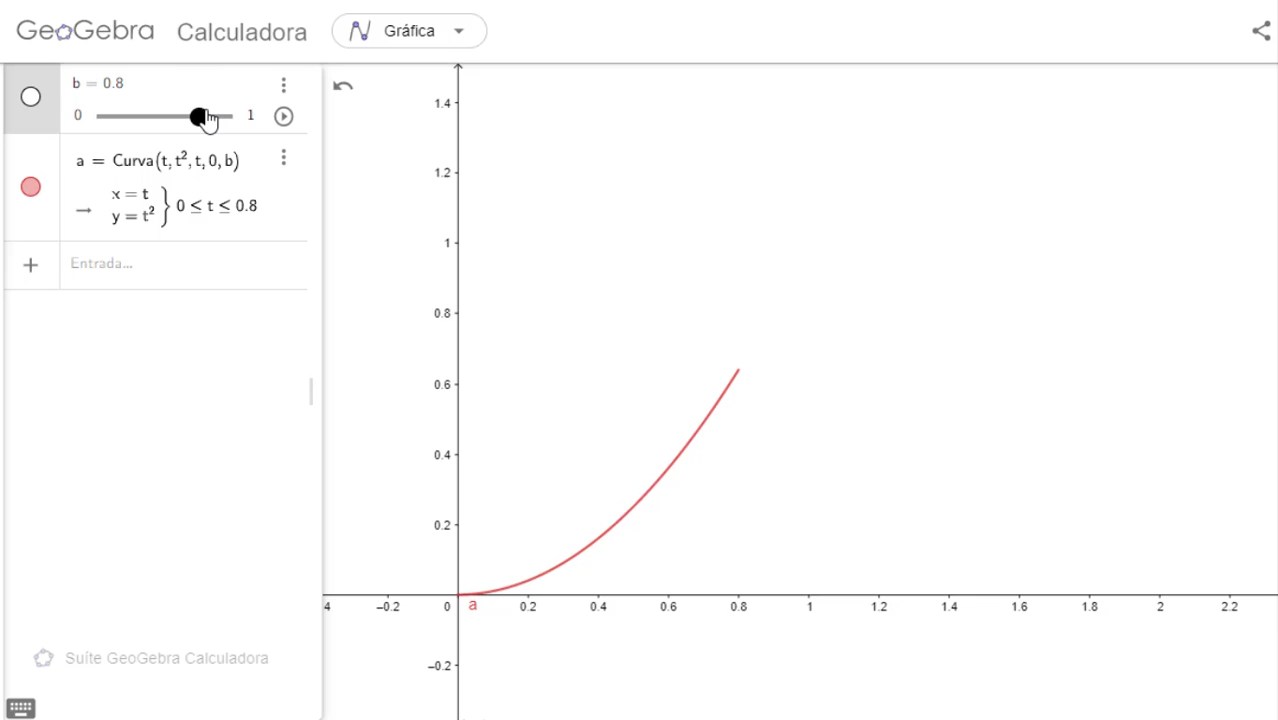 GeoGebra Calculadora Gráfica
b = 0.8
0 1
a = Curva(t, t², t, 0, b)
→ x = t
y = t² } 0 ≤ t ≤ 0.8
+ Entrada...
Suíte GeoGebra Calculadora
1.4
1.2
1
0.8
0.6
0.4
0.2
−0.2
a
4 −0.2 0 0.2 0.4 0.6 0.8 1 1.2 1.4 1.6 1.8 2 2.2